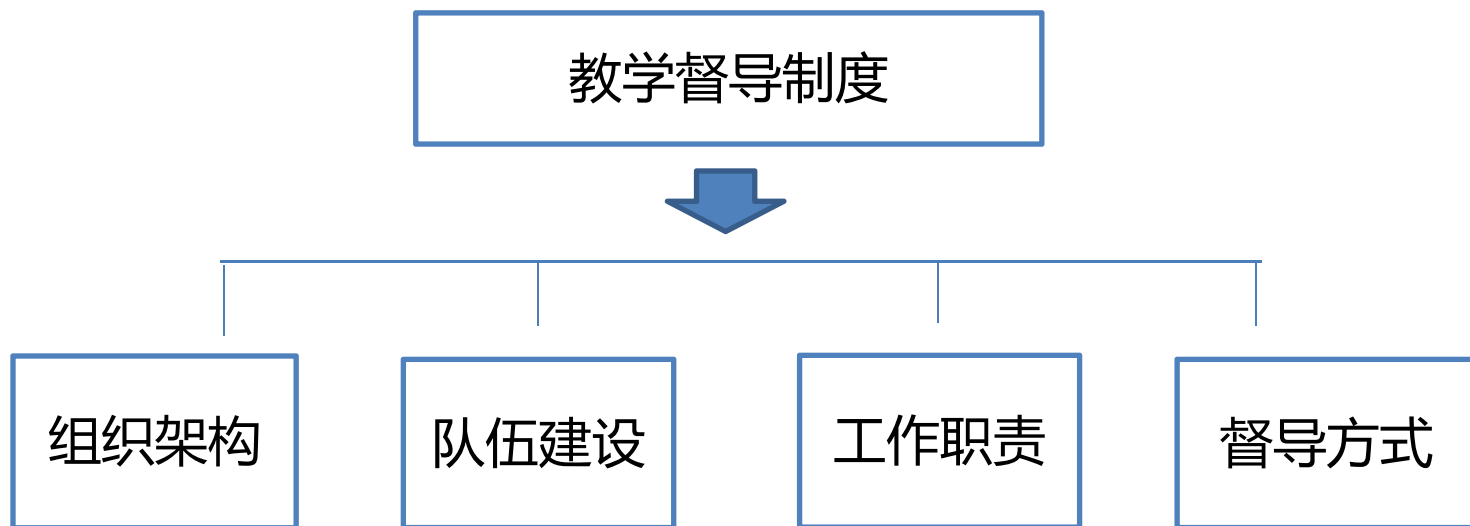 教学督导制度
组织架构
队伍建设
工作职责
督导方式